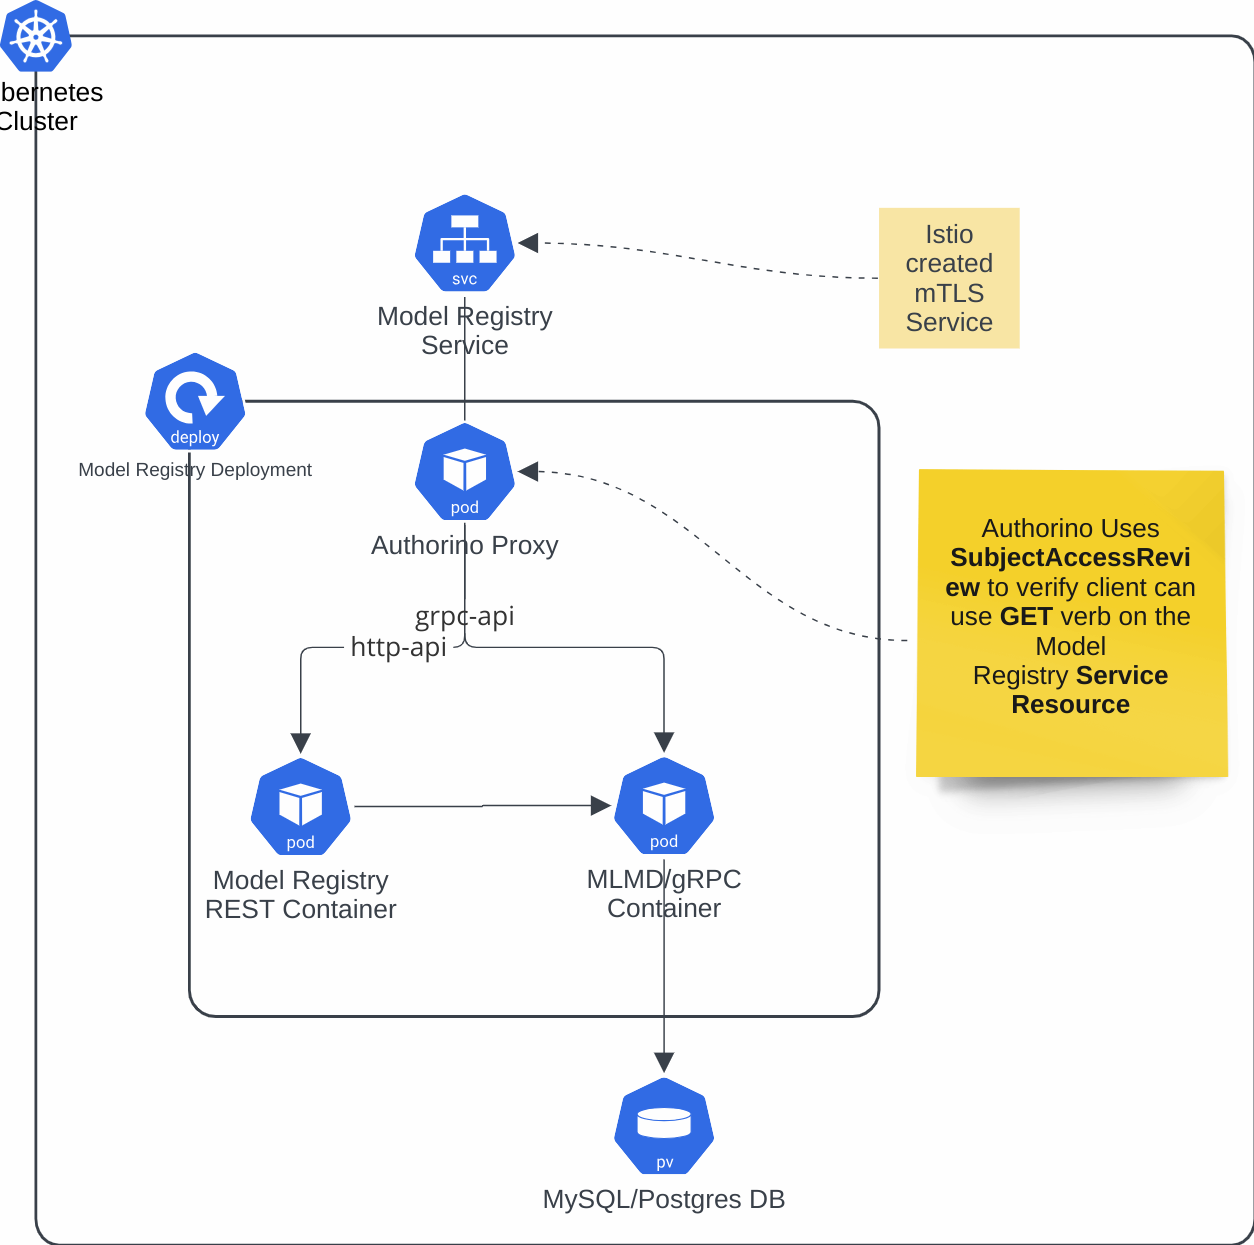 bernetes
Cluster
svc
Model Registry
Service
Istio
created
mTLS
Service
deploy
Model Registry Deployment
pod
Authorino Proxy
Authorino Uses
SubjectAccessRevi
ew to verify client can
use GET verb on the
Model
Registry Service
Resource
grpc-api
http-api
pod
Model Registry
REST Container
pod
MLMD/gRPC
Container
pv
MySQL/Postgres DB